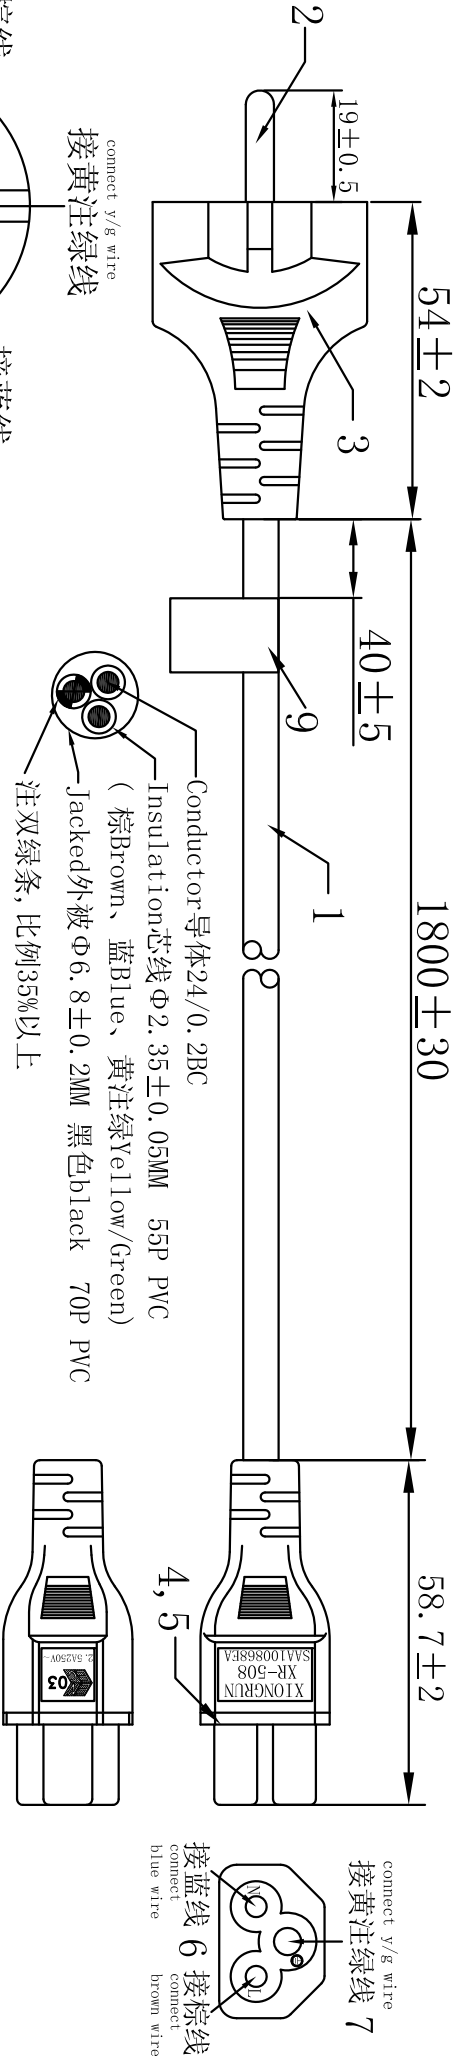 2
19±0.5
54±2
3
1800±30
40±5
9
1
58.7±2
connect y/g wire
接黄注绿线
Conductor导体24/0.2BC
Insulation芯线Φ2.35±0.05MM 55P PVC
( 棕Brown、蓝Blue、黄注绿Yellow/Green)
Jacked外被Φ6.8±0.2MM 黑色black 70P PVC
注双绿条,比例35%以上
4,5
XIONGRUN
XR-508
SAA100868EA
03
2.5A250V~
connect y/g wire
接黄注绿线 7
N
L
接蓝线 6
connect
blue wire
接棕线
connect
brown wire